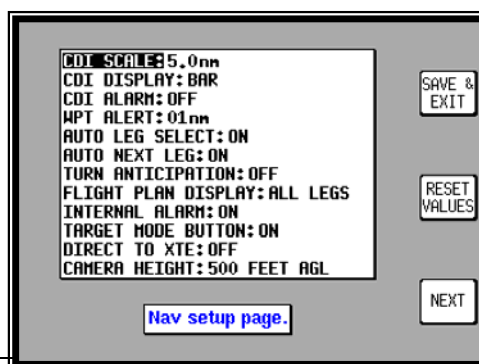 CDI SCALE:5.0nm
CDI DISPLAY:BAR
CDI ALARM:OFF
WPT ALERT:01nm
AUTO LEG SELECT:ON
AUTO NEXT LEG:ON
TURN ANTICIPATION:OFF
FLIGHT PLAN DISPLAY:ALL LEGS
INTERNAL ALARM:ON
TARGET MODE BUTTON:ON
DIRECT TO XTE:OFF
CAMERA HEIGHT:500 FEET AGL
SAVE &
EXIT
RESET
VALUES
NEXT
Nav setup page.